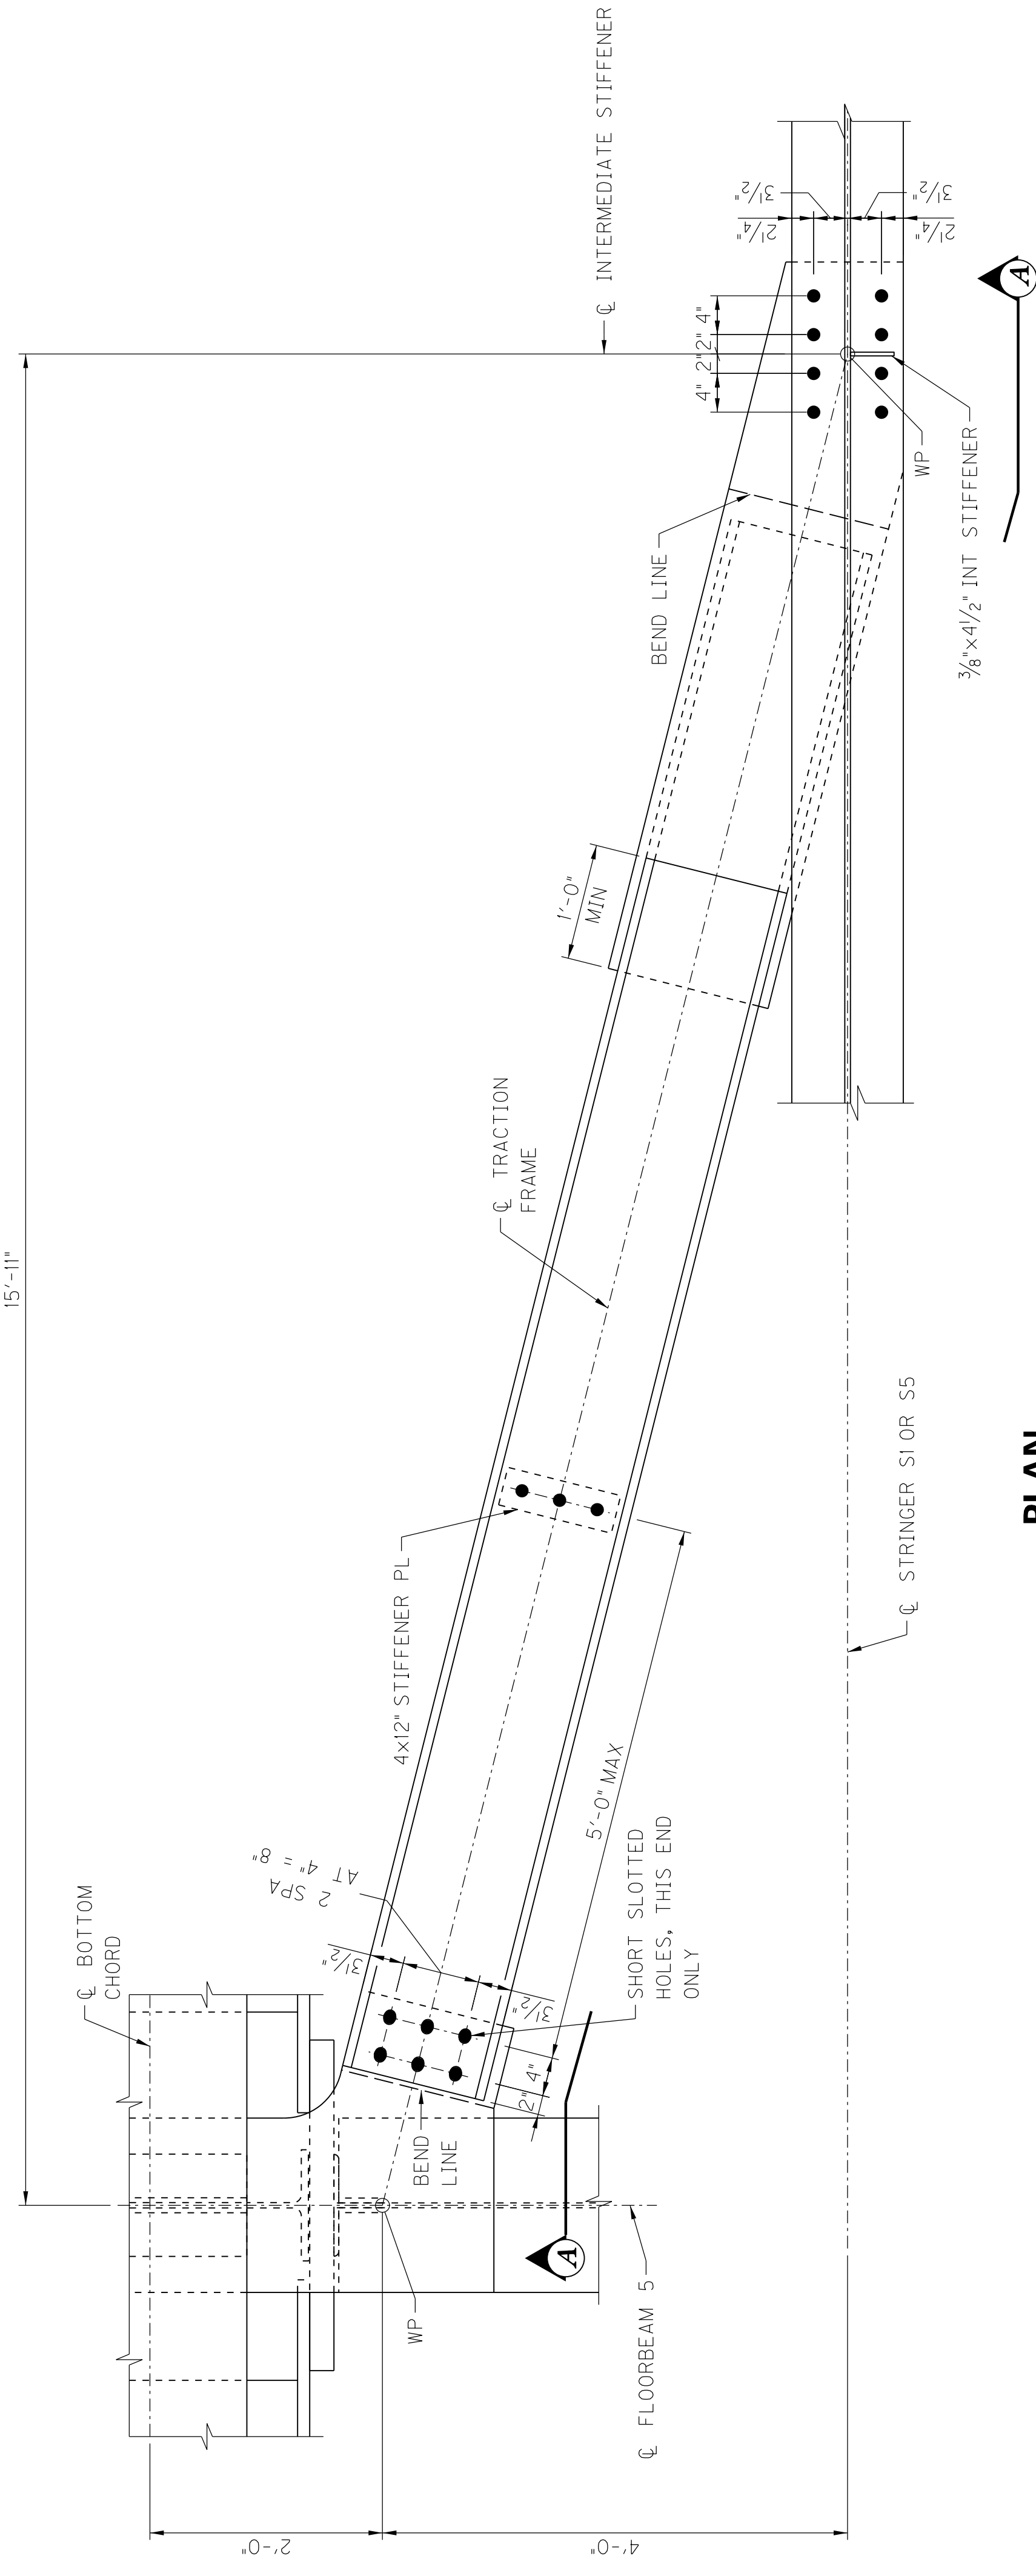 15'-11"
℄ INTERMEDIATE STIFFENER
3½"
2¼"
3½"
2¼"
4" 2" 2" 4"
A
WP
⅜"x4½" INT STIFFENER
BEND LINE
1'-0"
MIN
℄ TRACTION
FRAME
℄ STRINGER S1 OR S5
4x12" STIFFENER PL
5'-0" MAX
2 SPA
AT 4" = 8"
3½"
3½"
SHORT SLOTTED
HOLES, THIS END
ONLY
2" 4"
℄ BOTTOM
CHORD
BEND
LINE
A
WP
℄ FLOORBEAM 5
2'-0"
4'-0"
PLAN